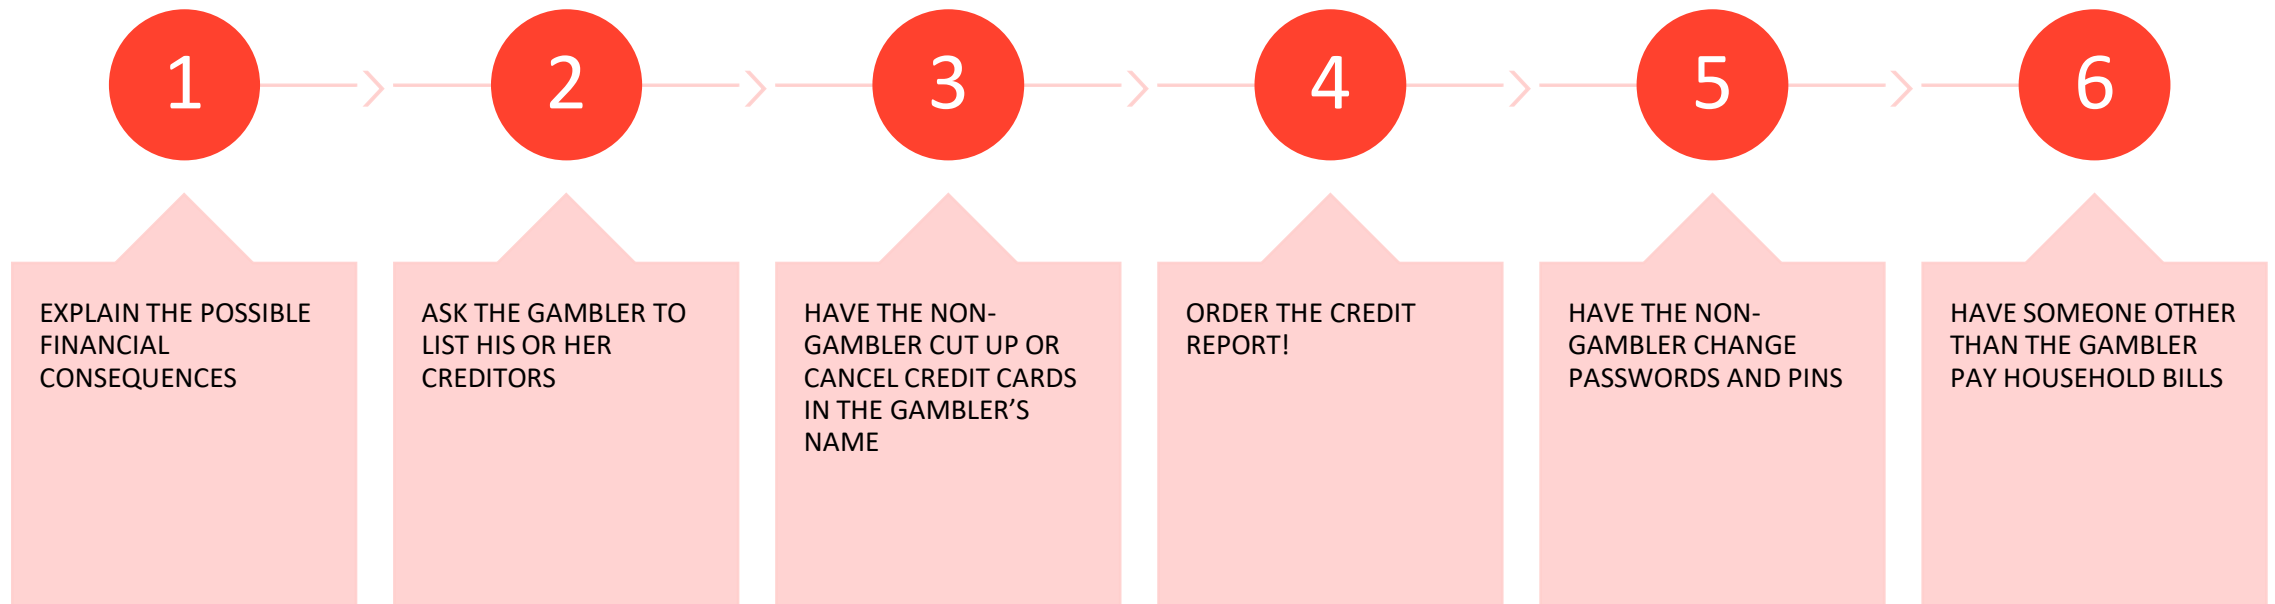 1
EXPLAIN THE POSSIBLE
FINANCIAL
CONSEQUENCES
2
ASK THE GAMBLER TO
LIST HIS OR HER
CREDITORS
3
HAVE THE NON-
GAMBLER CUT UP OR
CANCEL CREDIT CARDS
IN THE GAMBLER’S
NAME
4
ORDER THE CREDIT
REPORT!
5
HAVE THE NON-
GAMBLER CHANGE
PASSWORDS AND PINS
6
HAVE SOMEONE OTHER
THAN THE GAMBLER
PAY HOUSEHOLD BILLS